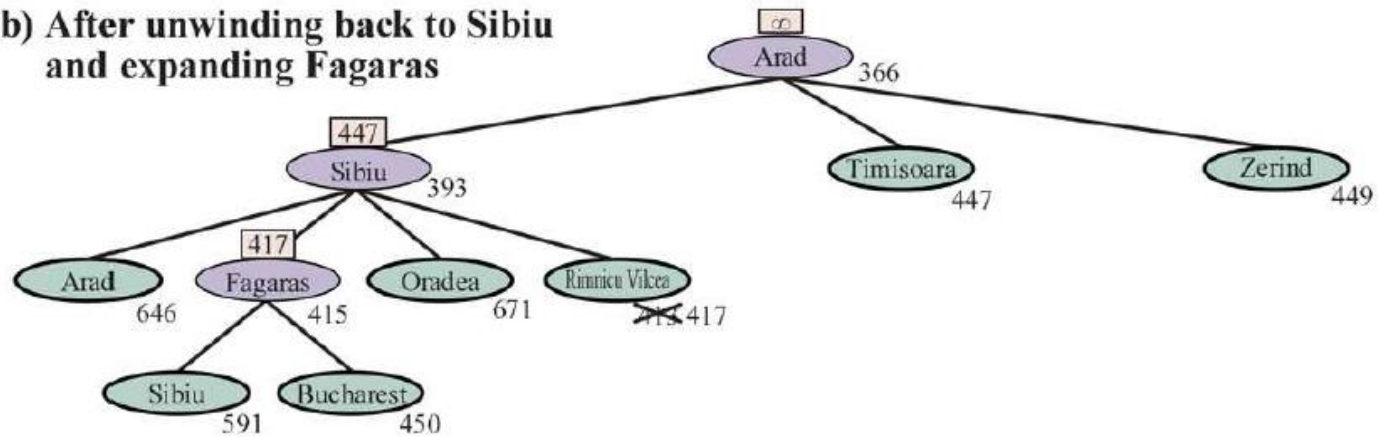 b) After unwinding back to Sibiu
and expanding Fagaras
∞
Arad
366
447
Sibiu
393
Timisoara
447
Zerind
449
417
Arad
646
Fagaras
415
Oradea
671
Rimnicu Vilcea
413 417
Sibiu
591
Bucharest
450